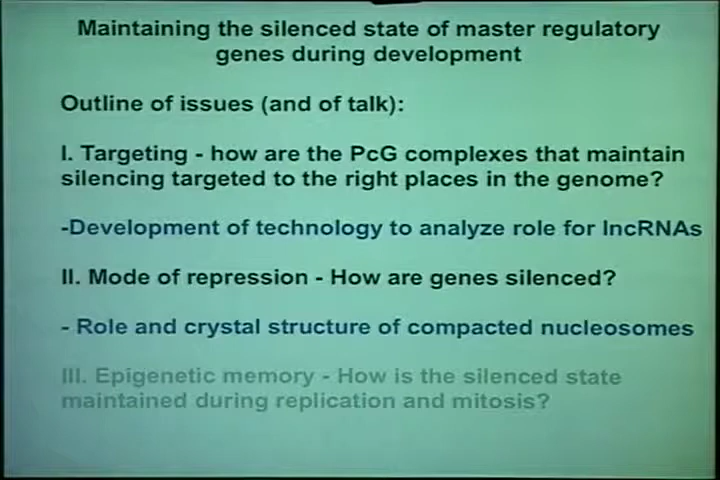 Maintaining the silenced state of master regulatory
genes during development
Outline of issues (and of talk):
I. Targeting - how are the PcG complexes that maintain
silencing targeted to the right places in the genome?
-Development of technology to analyze role for lncRNAs
II. Mode of repression - How are genes silenced?
- Role and crystal structure of compacted nucleosomes
III. Epigenetic memory - How is the silenced state
maintained during replication and mitosis?